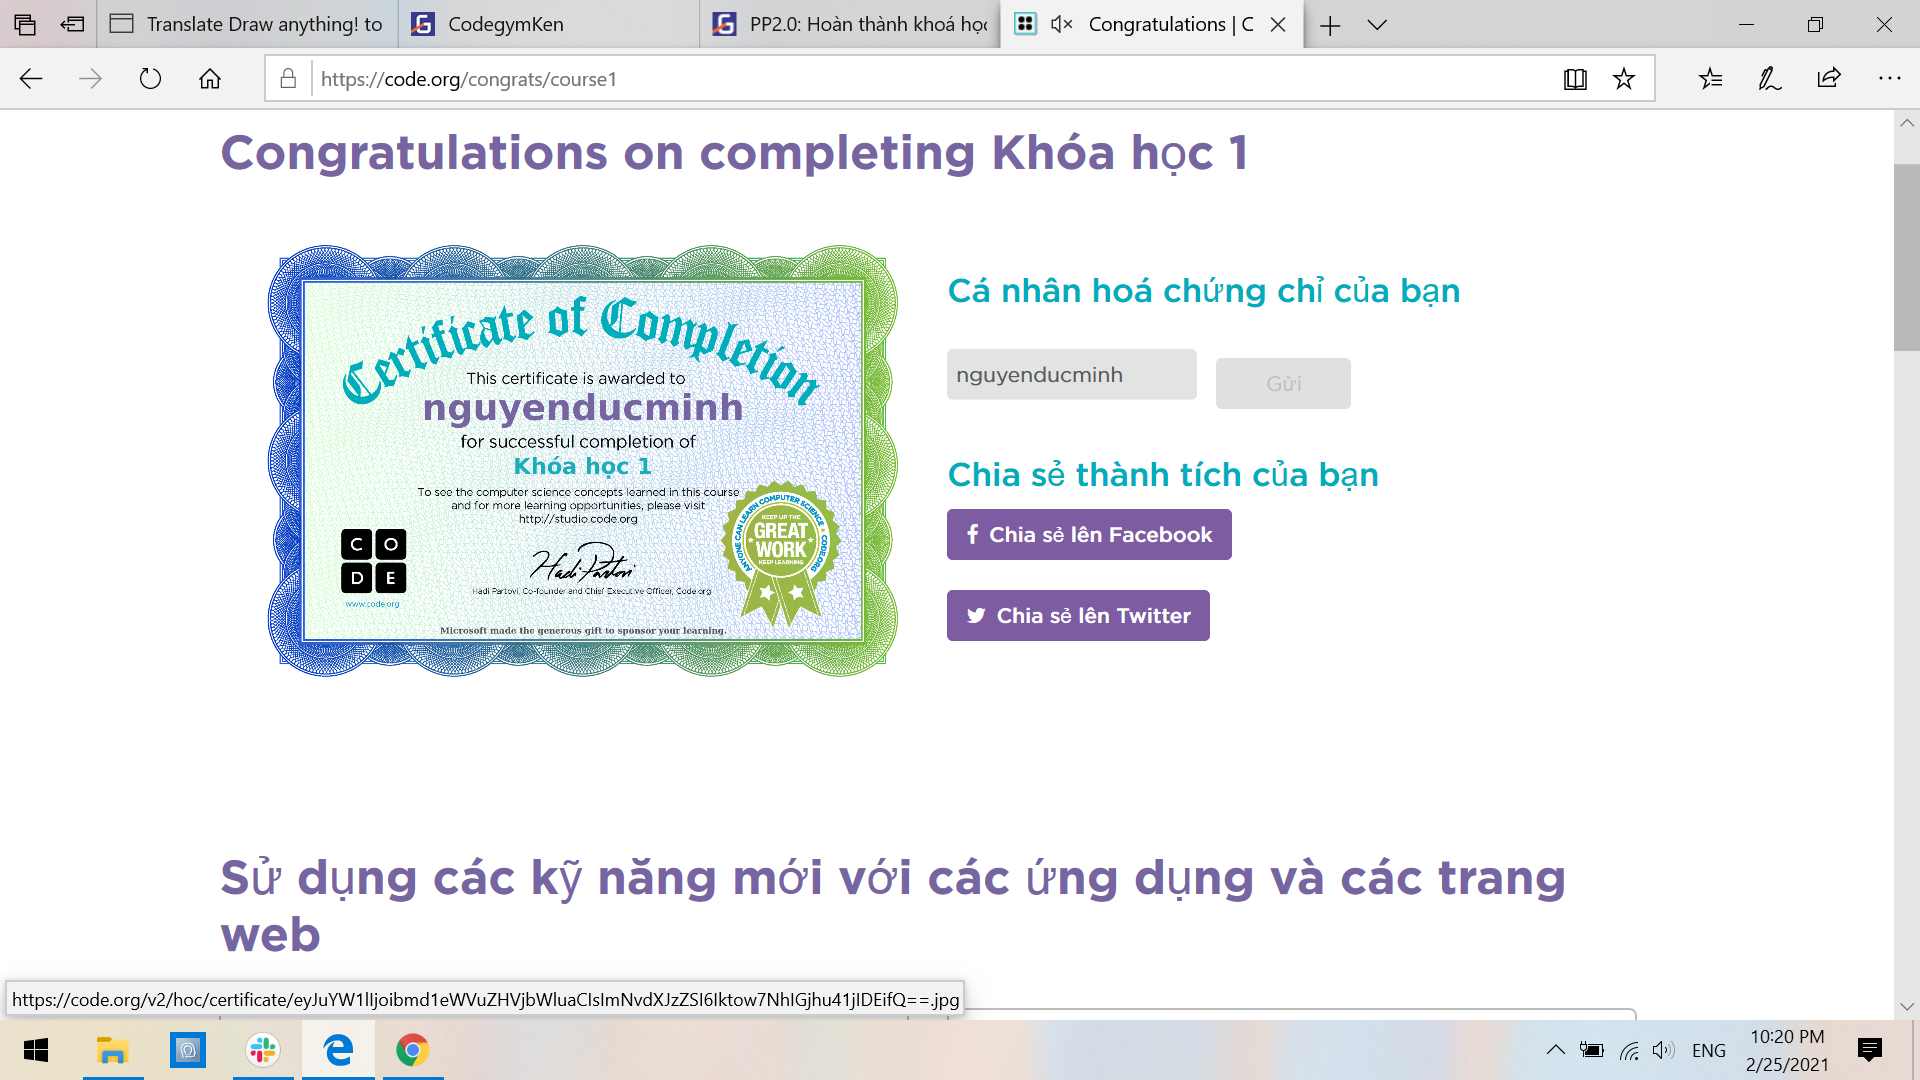 Translate Draw anything! to
CodegymKen
PP2.0: Hoàn thành khoá học
Congratulations | C
https://code.org/congrats/course1
Congratulations on completing Khóa học 1
Certificate of Completion
This certificate is awarded to
nguyenducminh
for successful completion of
Khóa học 1
To see the computer science concepts learned in this course
and for more learning opportunities, please visit
http://studio.code.org
CODE
www.code.org
Hadi Partovi
Hadi Partovi, Co-founder and Chief Executive Officer, Code.org
ANYONE CAN LEARN COMPUTER SCIENCE
CODE.ORG
KEEP UP THE
GREAT
WORK
KEEP LEARNING
Microsoft made the generous gift to sponsor your learning.
Cá nhân hoá chứng chỉ của bạn
nguyenducminh
Gửi
Chia sẻ thành tích của bạn
f Chia sẻ lên Facebook
Chia sẻ lên Twitter
Sử dụng các kỹ năng mới với các ứng dụng và các trang
web
https://code.org/v2/hoc/certificate/eyJuYW1lIjoibmd1eWVuZHVjbWluaCIsImNvdXJzZSI6Iktow7NhIGjhu41jIDEifQ==.jpg
ENG
10:20 PM
2/25/2021